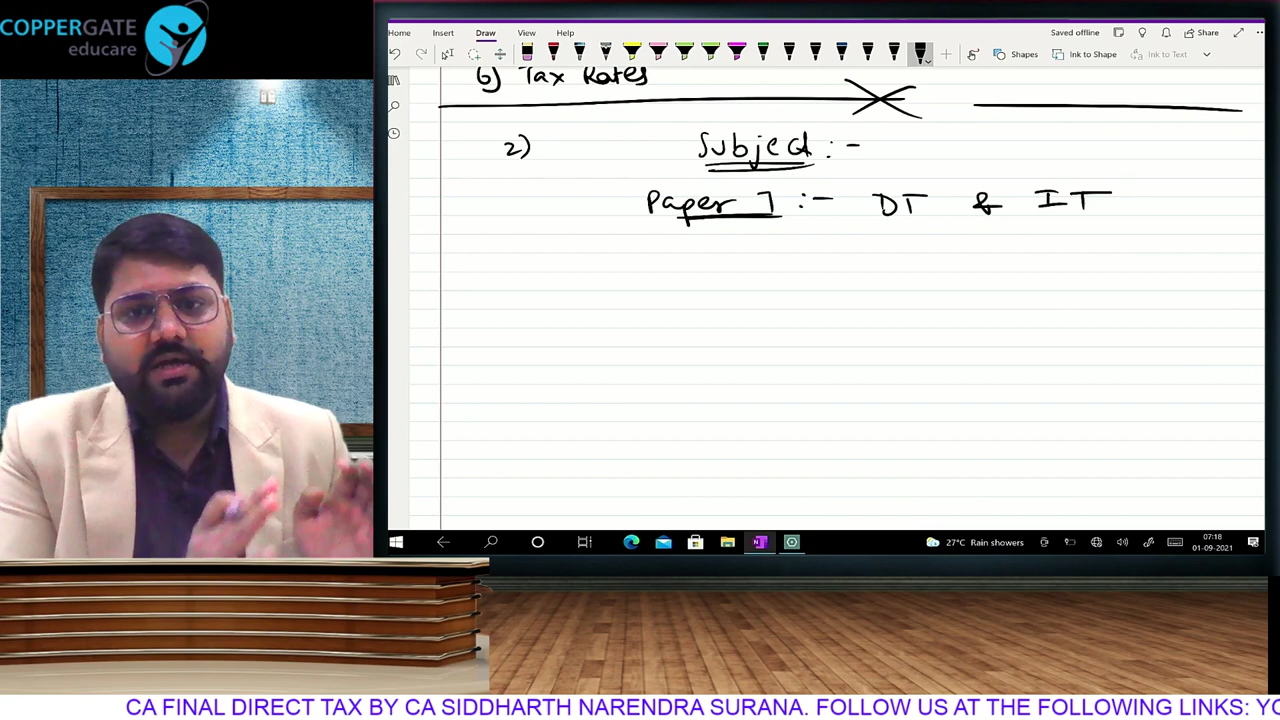 COPPERGATE
educare
Home Insert Draw View Help Saved offline Share
Shapes Ink to Shape Ink to Text
6) Tax Rates
2) Subject :-
Paper 7 :- DT & IT
27°C Rain showers
07:18
01-09-2021
CA FINAL DIRECT TAX BY CA SIDDHARTH NARENDRA SURANA. FOLLOW US AT THE FOLLOWING LINKS: YO